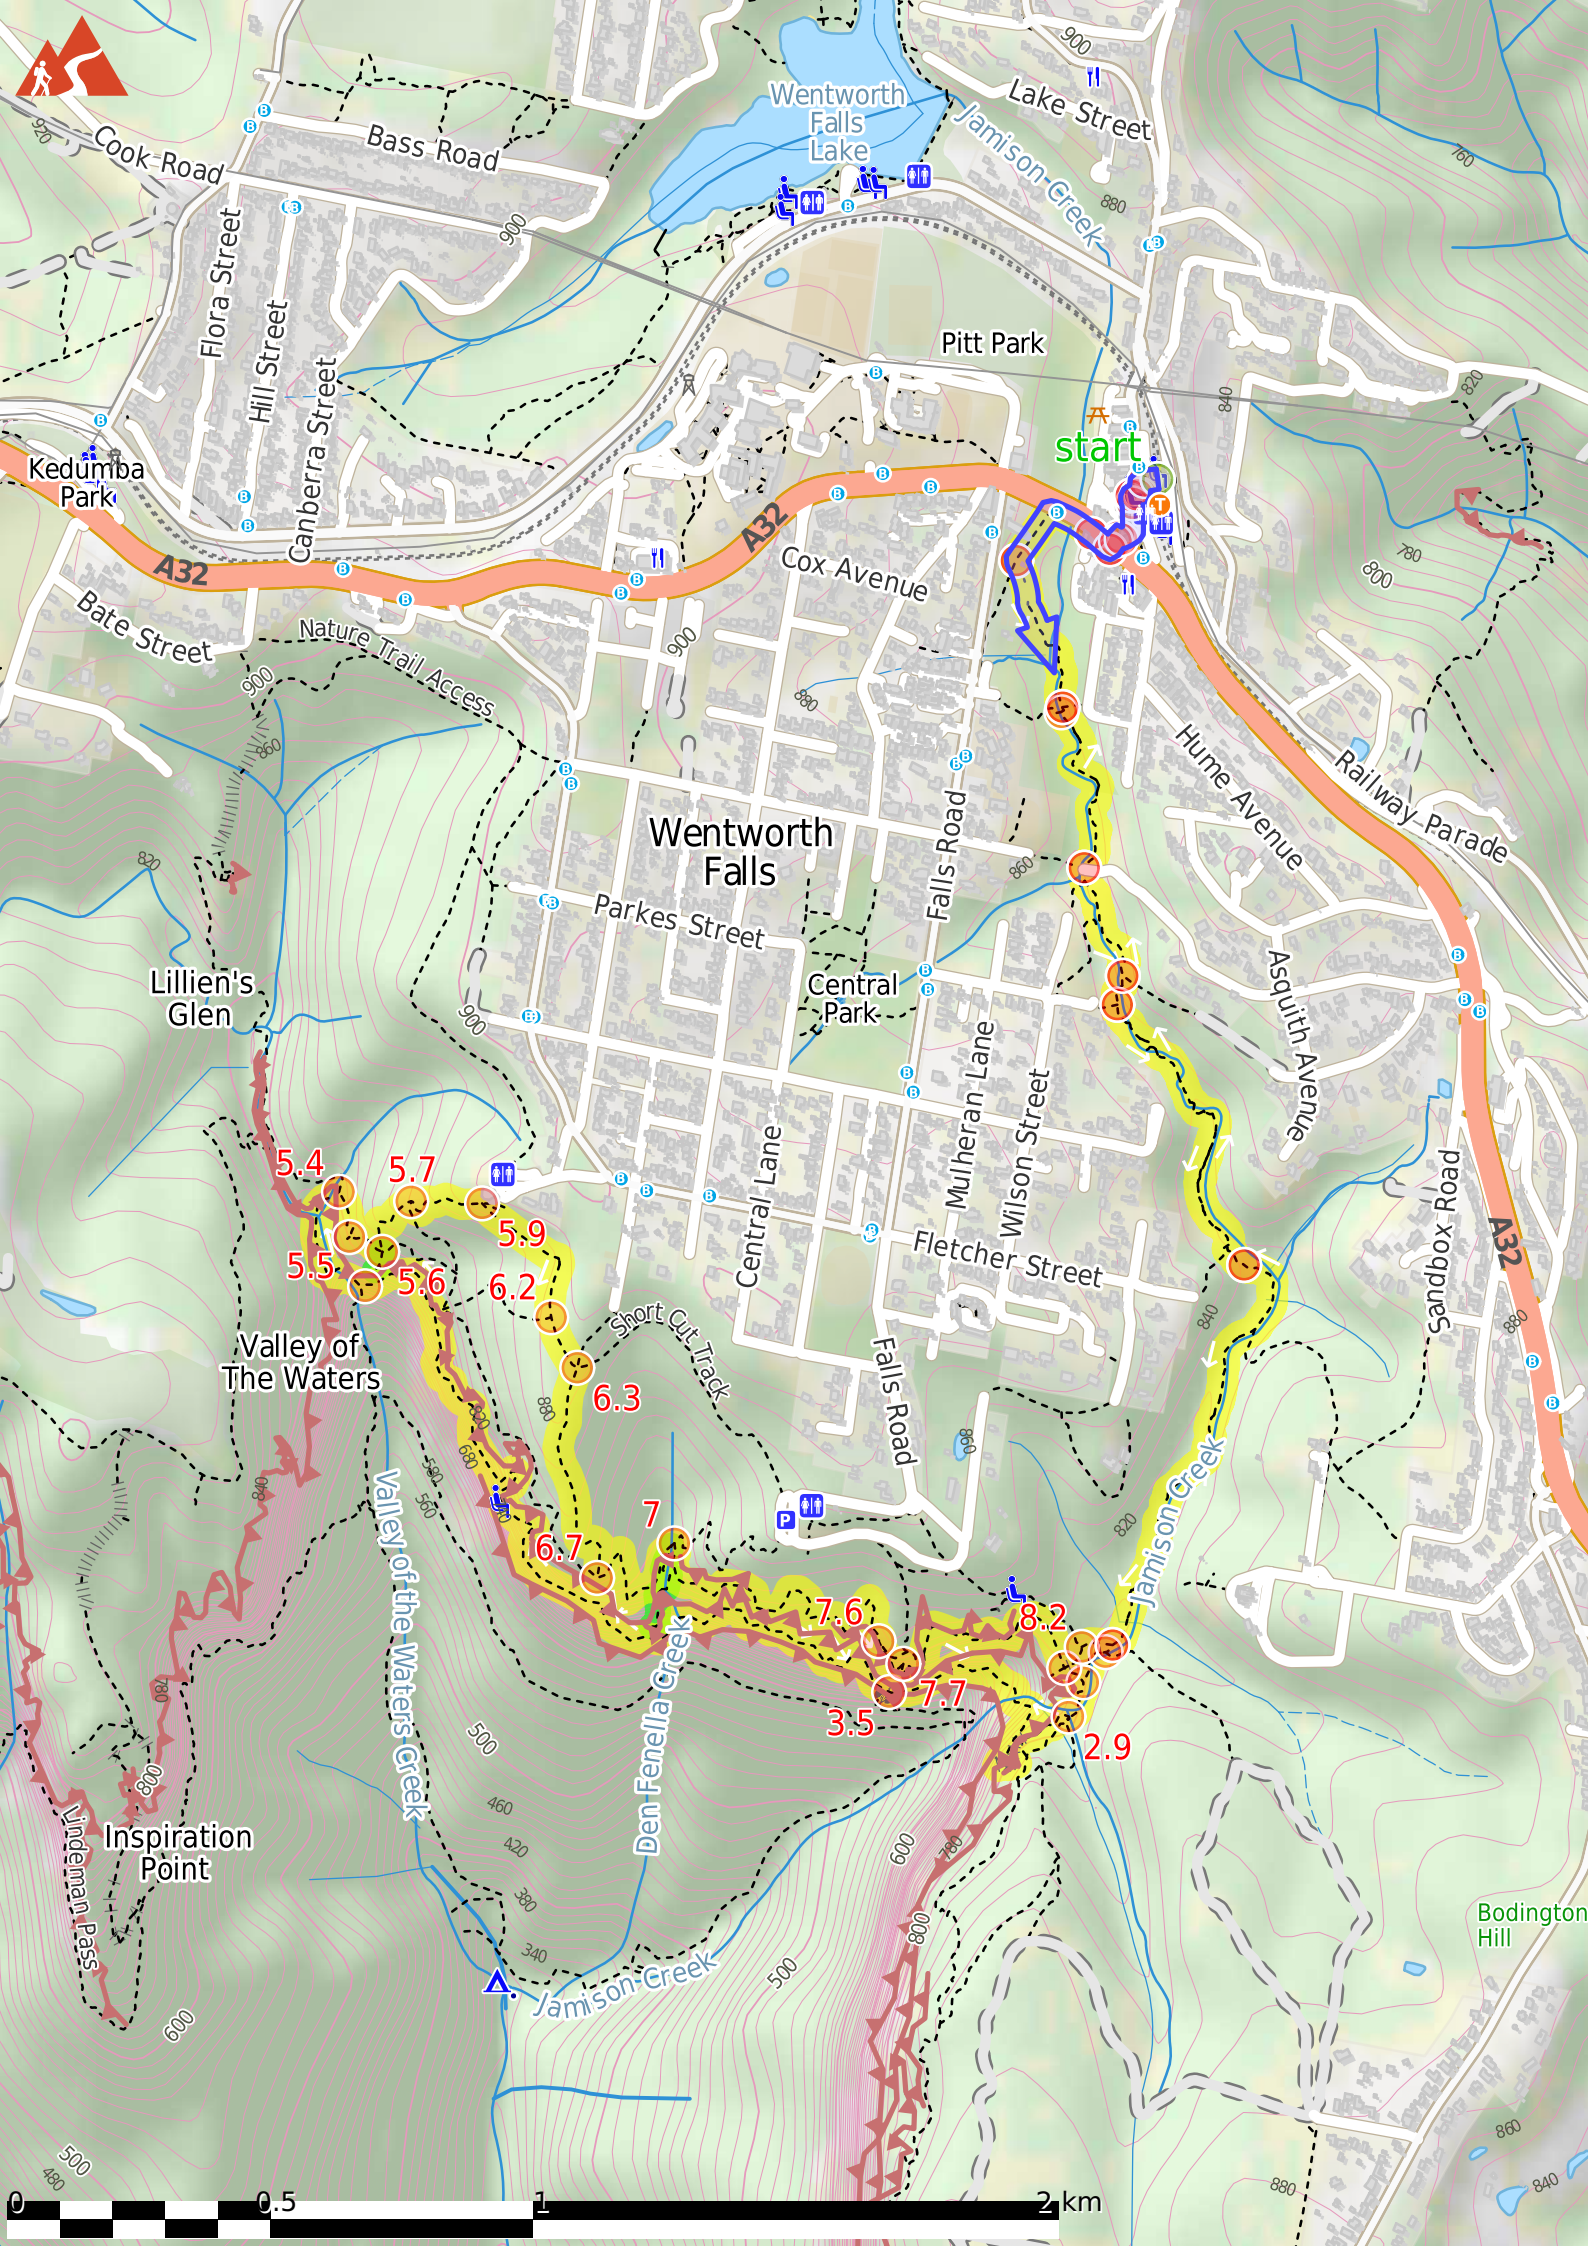 900
Lake Street
Wentworth
Falls
Lake
Jamison Creek
920
Cook Road
Bass Road
760
880
900
Flora Street
Hill Street
Canberra Street
Pitt Park
820
840
start
Kedumba
Park
T
A32
A32
Cox Avenue
780
800
Bate Street
Nature Trail Access
900
900
880
860
Hume Avenue
Railway Parade
820
Wentworth
Falls
Falls Road
860
Parkes Street
Lillien's
Glen
Central
Park
900
Asquith Avenue
Mulheran Lane
Wilson Street
Central Lane
5.4
5.7
5.9
5.5
5.6
6.2
Fletcher Street
Sandbox Road
A32
840
880
Short Cut Track
Valley of
The Waters
6.3
Falls Road
880
820
680
580
560
860
840
Jamison Creek
820
Valley of the Waters Creek
7
P
6.7
7.6
8.2
7.7
3.5
2.9
780
500
Den Fenella Creek
800
Inspiration
Point
Lindeman Pass
460
420
380
340
600
780
800
Bodington
Hill
Jamison Creek
500
600
500
480
860
840
880
0
0.5
1
2 km